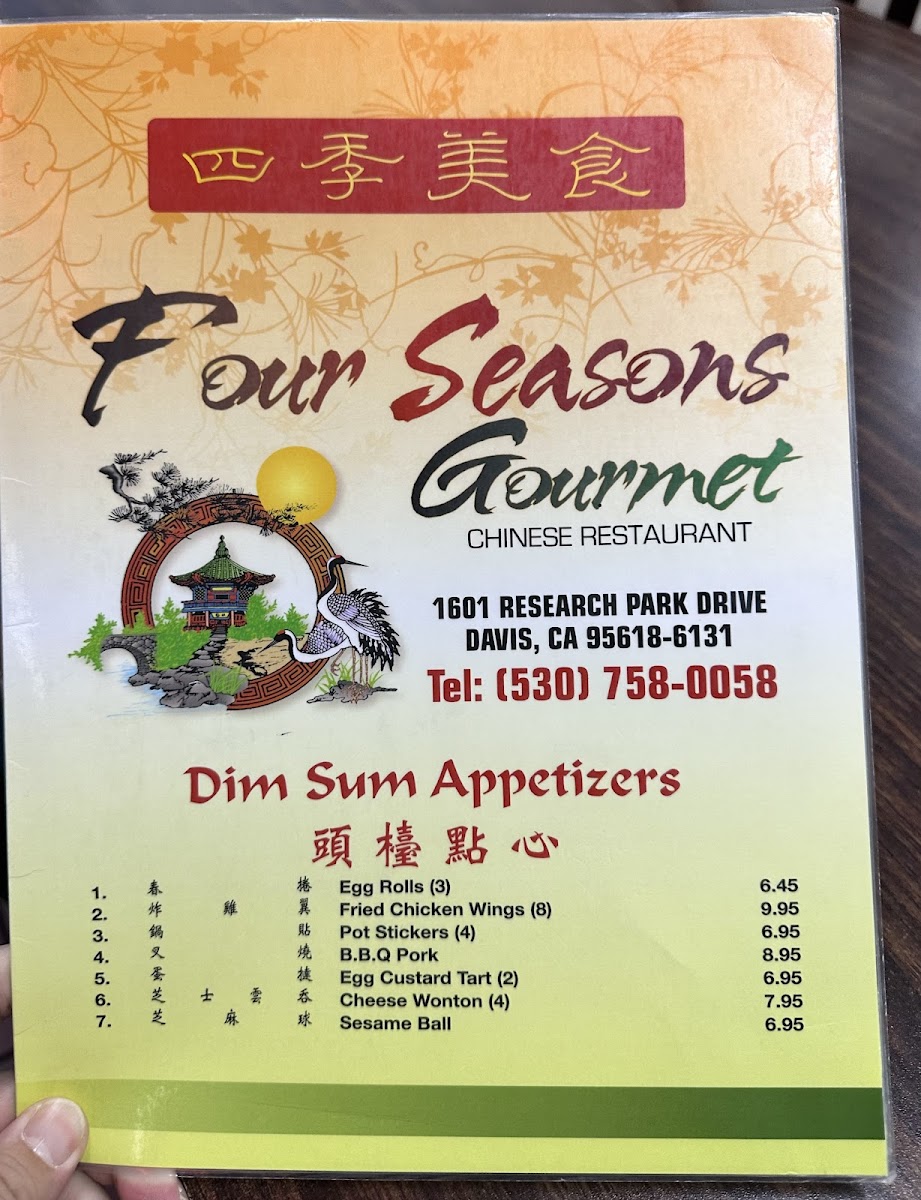 四季美食
Four Seasons
Gourmet
CHINESE RESTAURANT
1601 RESEARCH PARK DRIVE
DAVIS, CA 95618-6131
Tel: (530) 758-0058
Dim Sum Appetizers
頭檯點心
1. 春捲 Egg Rolls (3) 6.45
2. 炸雞翼 Fried Chicken Wings (8) 9.95
3. 鍋貼 Pot Stickers (4) 6.95
4. 叉燒 B.B.Q Pork 8.95
5. 蛋撻 Egg Custard Tart (2) 6.95
6. 芝士雲吞 Cheese Wonton (4) 7.95
7. 芝麻球 Sesame Ball 6.95